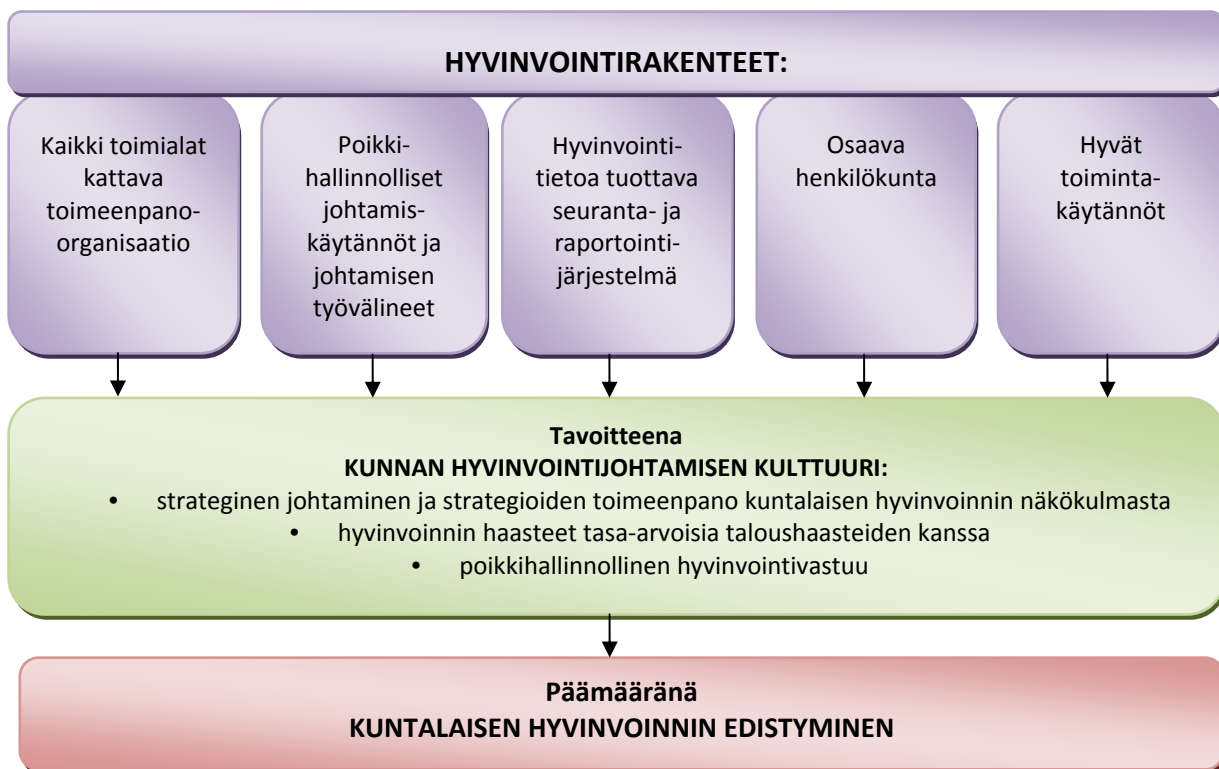 HYVINVOINTIRAKENTEET:
Kaikki toimialat
kattava
toimeenpano-
organisaatio
Poikki-
hallinnolliset
johtamis-
käytännöt ja
johtamisen
työvälineet
Hyvinvointi-
tietoa tuottava
seuranta- ja
raportointi-
järjestelmä
Osaava
henkilökunta
Hyvät
toiminta-
käytännöt
Tavoitteena
KUNNAN HYVINVOINTIJOHTAMISEN KULTTUURI:
• strateginen johtaminen ja strategioiden toimeenpano kuntalaisen hyvinvoinnin näkökulmasta
• hyvinvoinnin haasteet tasa-arvoisia taloushaasteiden kanssa
• poikkihallinnollinen hyvinvointivastuu
Päämääränä
KUNTALAISEN HYVINVOINNIN EDISTYMINEN